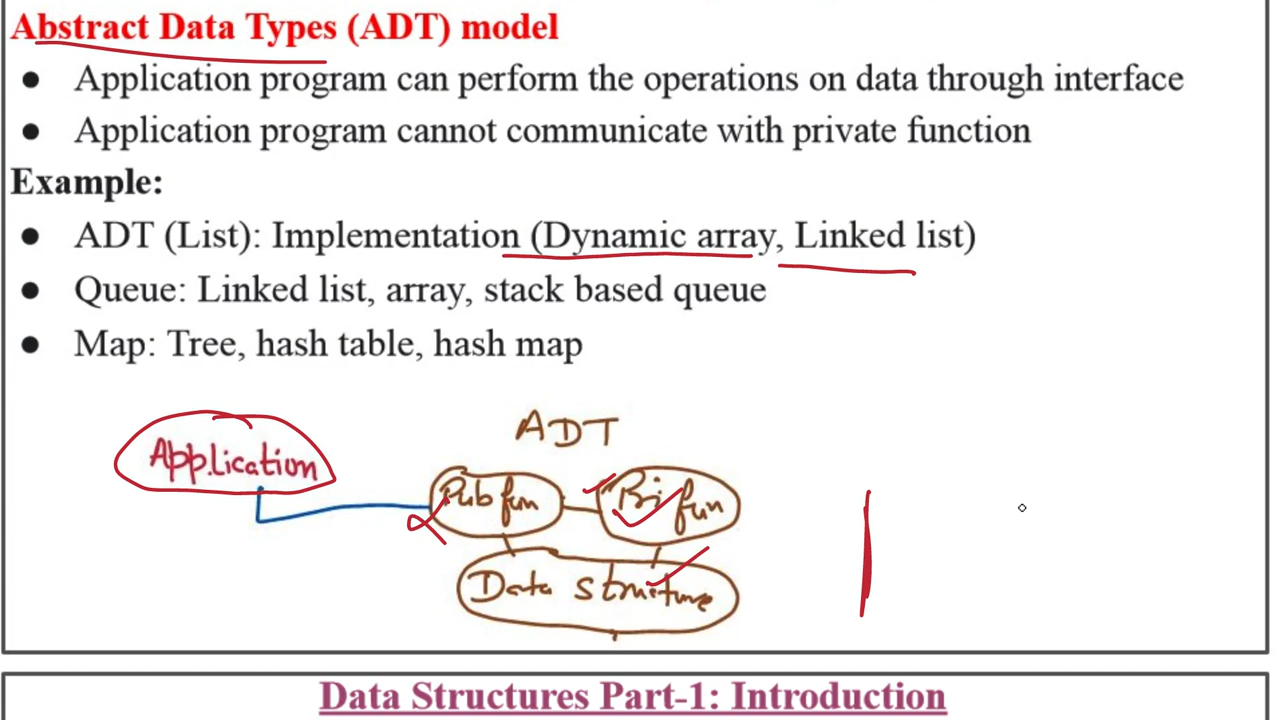 Abstract Data Types (ADT) model
● Application program can perform the operations on data through interface
● Application program cannot communicate with private function
Example:
● ADT (List): Implementation (Dynamic array, Linked list)
● Queue: Linked list, array, stack based queue
● Map: Tree, hash table, hash map
ADT
Application
Pub fun Pri fun
Data structure
Data Structures Part-1: Introduction